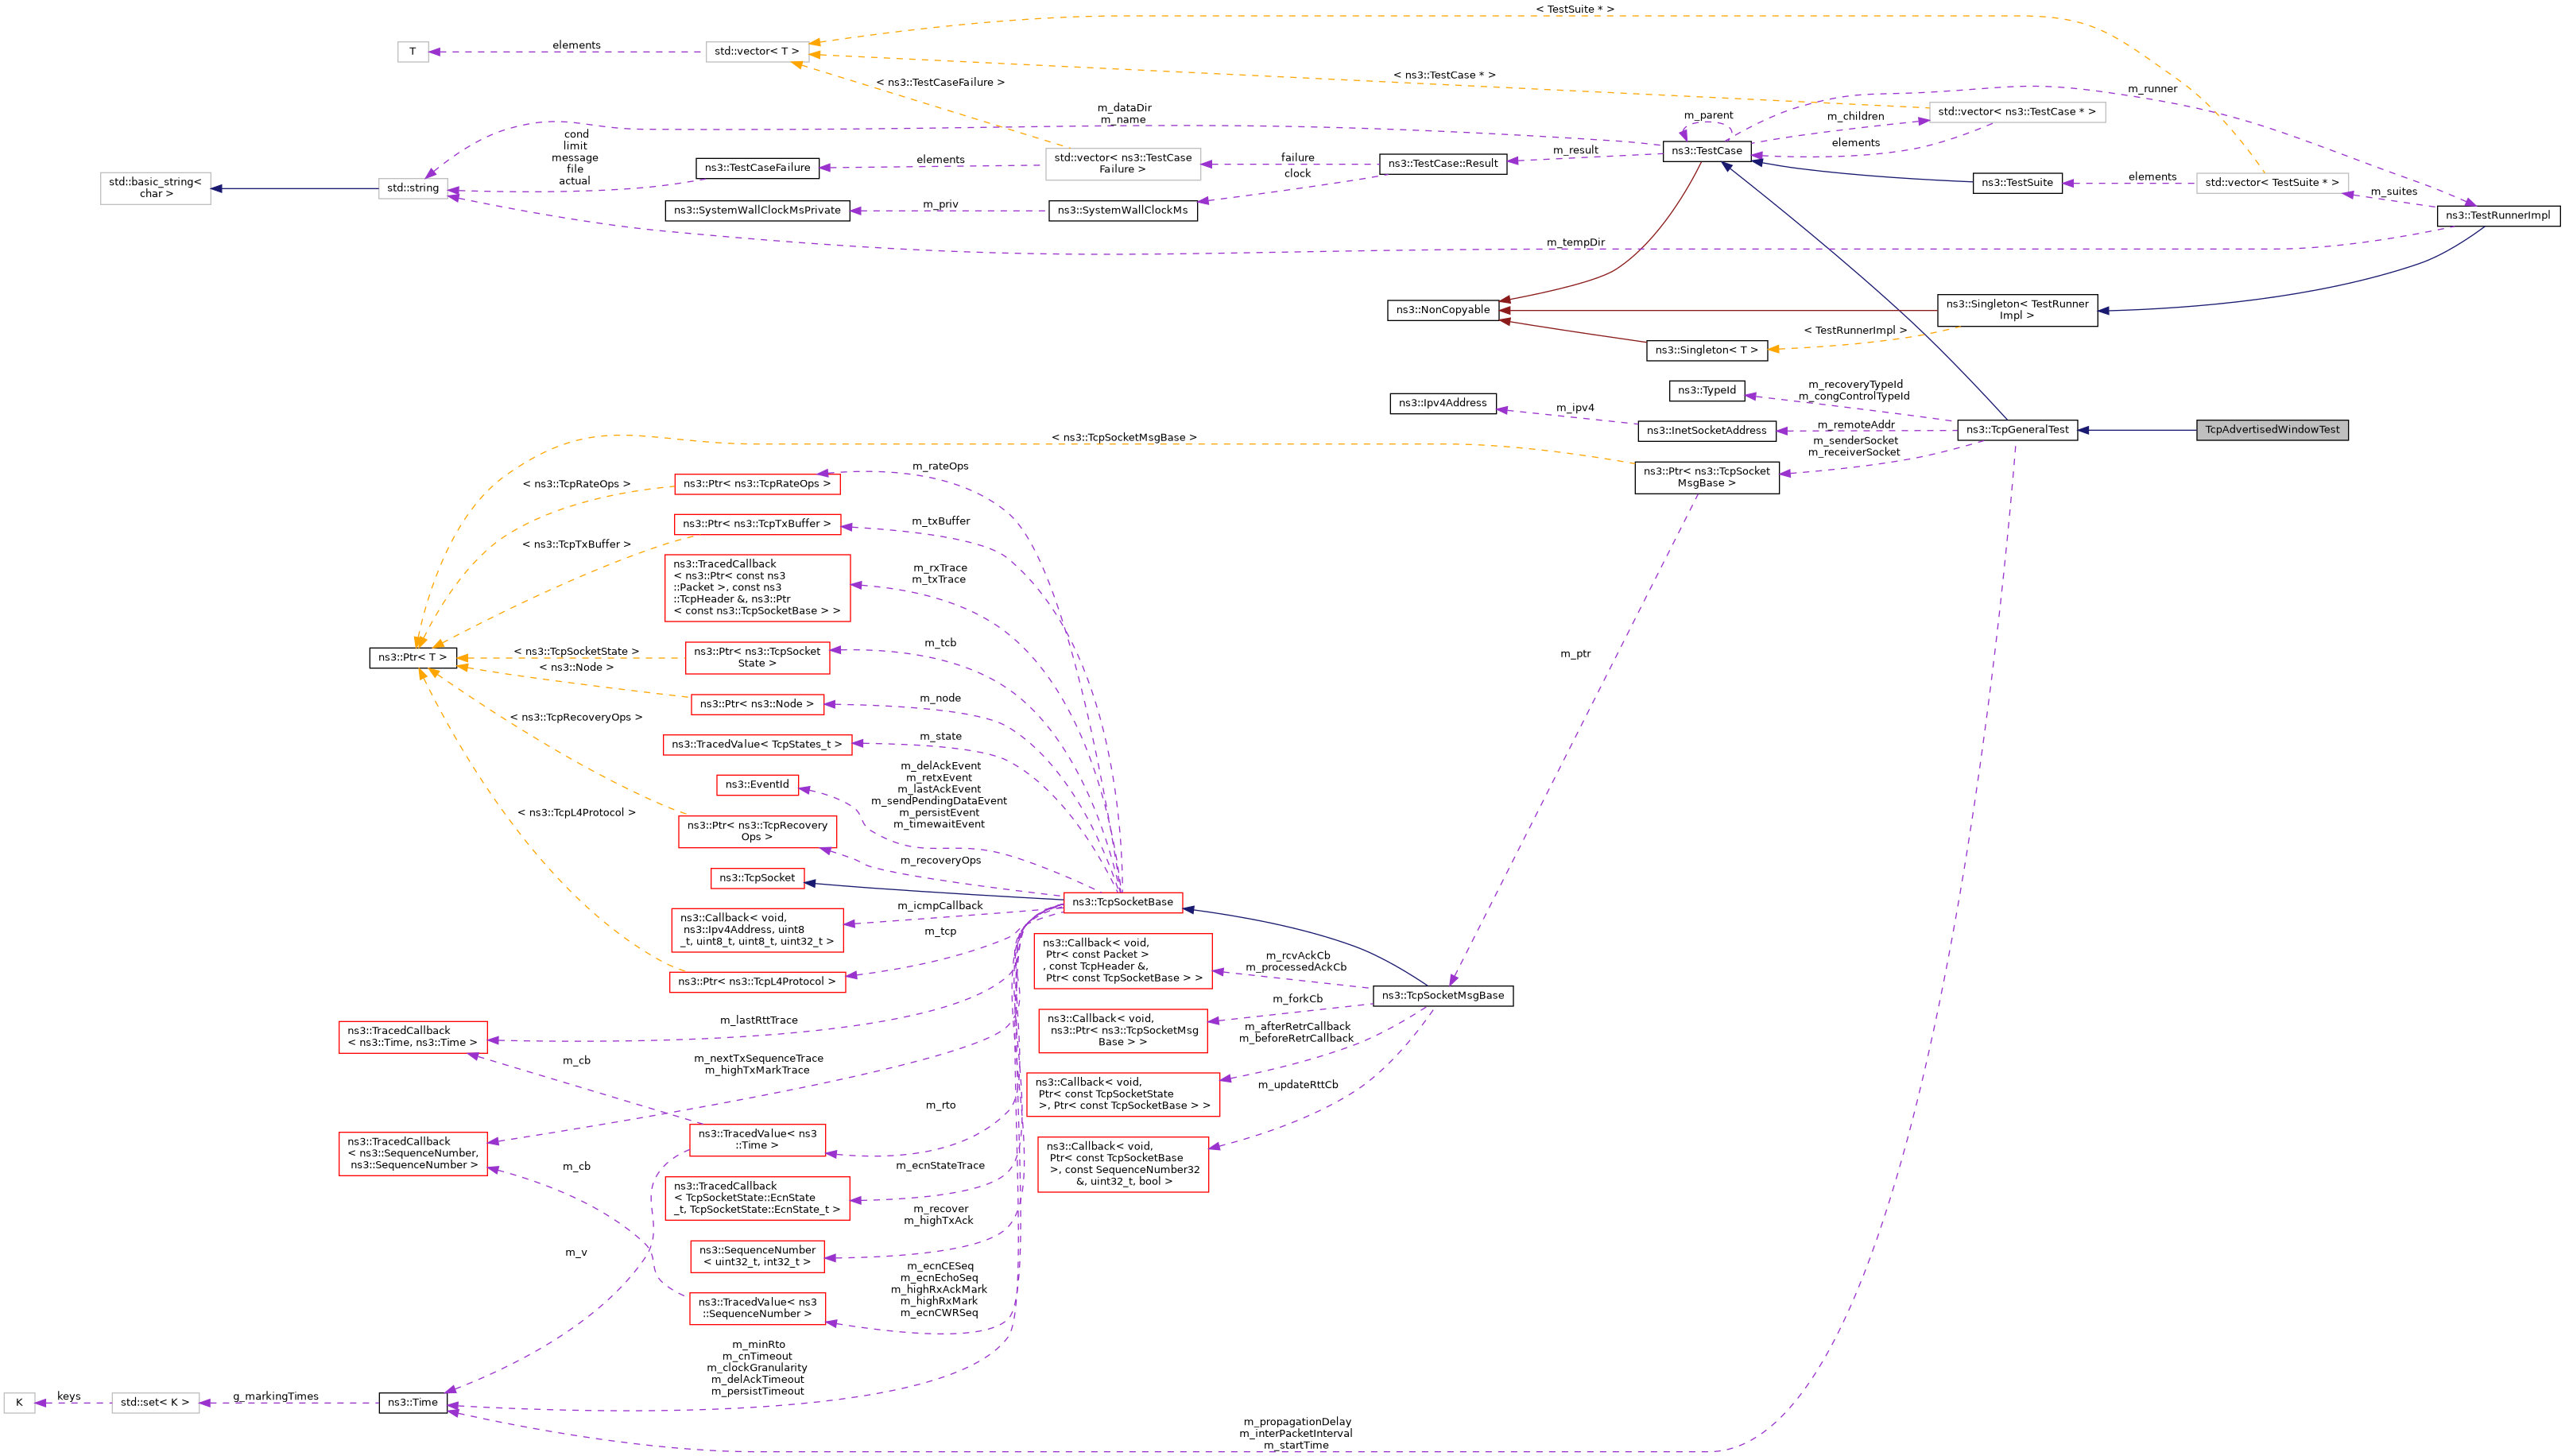 < TestSuite * >
T
elements
std::vector< T >
< ns3::TestCase * >
< ns3::TestCaseFailure >
m_runner
m_dataDir
m_name
std::vector< ns3::TestCase * >
m_parent
m_children
cond
limit
message
file
actual
elements
ns3::TestCase
elements
std::vector< ns3::TestCase
Failure >
failure
clock
ns3::TestCase::Result
m_result
ns3::TestCaseFailure
std::basic_string<
char >
std::string
ns3::TestSuite
elements
std::vector< TestSuite * >
m_suites
ns3::SystemWallClockMsPrivate
m_priv
ns3::SystemWallClockMs
ns3::TestRunnerImpl
m_tempDir
ns3::NonCopyable
ns3::Singleton< TestRunner
Impl >
< TestRunnerImpl >
ns3::Singleton< T >
ns3::TypeId
m_recoveryTypeId
m_congControlTypeId
ns3::Ipv4Address
m_ipv4
ns3::InetSocketAddress
m_remoteAddr
ns3::TcpGeneralTest
TcpAdvertisedWindowTest
m_senderSocket
m_receiverSocket
< ns3::TcpSocketMsgBase >
ns3::Ptr< ns3::TcpSocket
MsgBase >
m_rateOps
< ns3::TcpRateOps >
ns3::Ptr< ns3::TcpRateOps >
m_txBuffer
ns3::Ptr< ns3::TcpTxBuffer >
< ns3::TcpTxBuffer >
ns3::TracedCallback
< ns3::Ptr< const ns3
::Packet >, const ns3
::TcpHeader &, ns3::Ptr
< const ns3::TcpSocketBase > >
m_rxTrace
m_txTrace
m_tcb
ns3::Ptr< T >
< ns3::TcpSocketState >
< ns3::Node >
ns3::Ptr< ns3::TcpSocket
State >
m_ptr
m_node
ns3::Ptr< ns3::Node >
< ns3::TcpRecoveryOps >
m_state
ns3::TracedValue< TcpStates_t >
m_delAckEvent
m_retxEvent
m_lastAckEvent
m_sendPendingDataEvent
m_persistEvent
m_timewaitEvent
ns3::EventId
< ns3::TcpL4Protocol >
ns3::Ptr< ns3::TcpRecovery
Ops >
m_recoveryOps
ns3::TcpSocket
ns3::TcpSocketBase
m_icmpCallback
ns3::Callback< void,
ns3::Ipv4Address, uint8
_t, uint8_t, uint8_t, uint32_t >
m_tcp
ns3::Ptr< ns3::TcpL4Protocol >
ns3::Callback< void,
Ptr< const Packet >
, const TcpHeader &,
Ptr< const TcpSocketBase > >
m_rcvAckCb
m_processedAckCb
ns3::TcpSocketMsgBase
m_forkCb
ns3::Callback< void,
ns3::Ptr< ns3::TcpSocketMsg
Base > >
m_afterRetrCallback
m_beforeRetrCallback
m_lastRttTrace
ns3::TracedCallback
< ns3::Time, ns3::Time >
m_cb
m_nextTxSequenceTrace
m_highTxMarkTrace
ns3::Callback< void,
Ptr< const TcpSocketState
>, Ptr< const TcpSocketBase > >
m_updateRttCb
m_rto
ns3::TracedValue< ns3
::Time >
ns3::TracedCallback
< ns3::SequenceNumber,
ns3::SequenceNumber >
m_cb
ns3::Callback< void,
Ptr< const TcpSocketBase
>, const SequenceNumber32
&, uint32_t, bool >
m_ecnStateTrace
ns3::TracedCallback
< TcpSocketState::EcnState
_t, TcpSocketState::EcnState_t >
m_recover
m_highTxAck
m_v
ns3::SequenceNumber
< uint32_t, int32_t >
m_ecnCESeq
m_ecnEchoSeq
m_highRxAckMark
m_highRxMark
m_ecnCWRSeq
ns3::TracedValue< ns3
::SequenceNumber >
m_minRto
m_cnTimeout
m_clockGranularity
m_delAckTimeout
m_persistTimeout
K
keys
std::set< K >
g_markingTimes
ns3::Time
m_propagationDelay
m_interPacketInterval
m_startTime